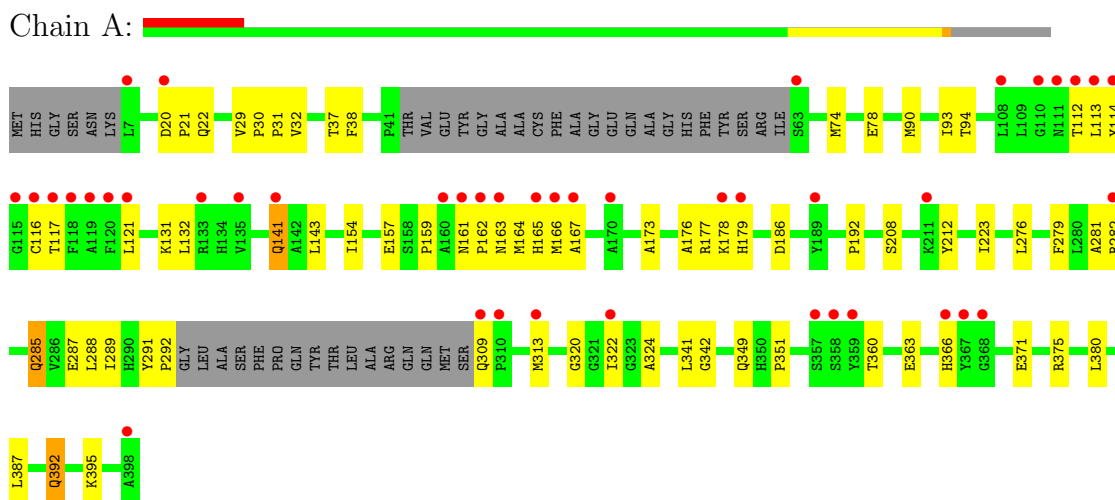 Chain A:
MET HIS GLY SER ASN LYS L7 D20 P21 Q22 V29 P30 P31 V32 T37 F38 P41 THR VAL GLU TYR GLY ALA ALA CYS PHE ALA GLY GLU GLN ALA GLY HIS PHE TYR SER ARG ILE S63 M74 E78 M90 I93 T94 L108 L109 G110 N111 T112 L113
G115 C116 T117 F118 A119 F120 L121 K131 L132 R133 H134 V135 Q141 A142 L143 I154 E157 S158 P159 A160 N161 P162 N163 M164 H165 M166 A167 A170 A173 A176 R177 K178 H179 D186 Y189 P192 S208 K211 Y212 I223 L276 F279 L280 A281
Q285 V286 E287 L288 I289 H290 Y291 P292 GLY LEU ALA SER PHE PRO GLN TYR THR LEU ALA ARG GLN GLN MET SER Q309 P310 M313 G320 G321 I322 G323 A324 L341 G342 Q349 H350 P351 S357 S358 Y359 T360 E363 H366 Y367 G368 E371 R375 L380
L387 Q392 K395 A398